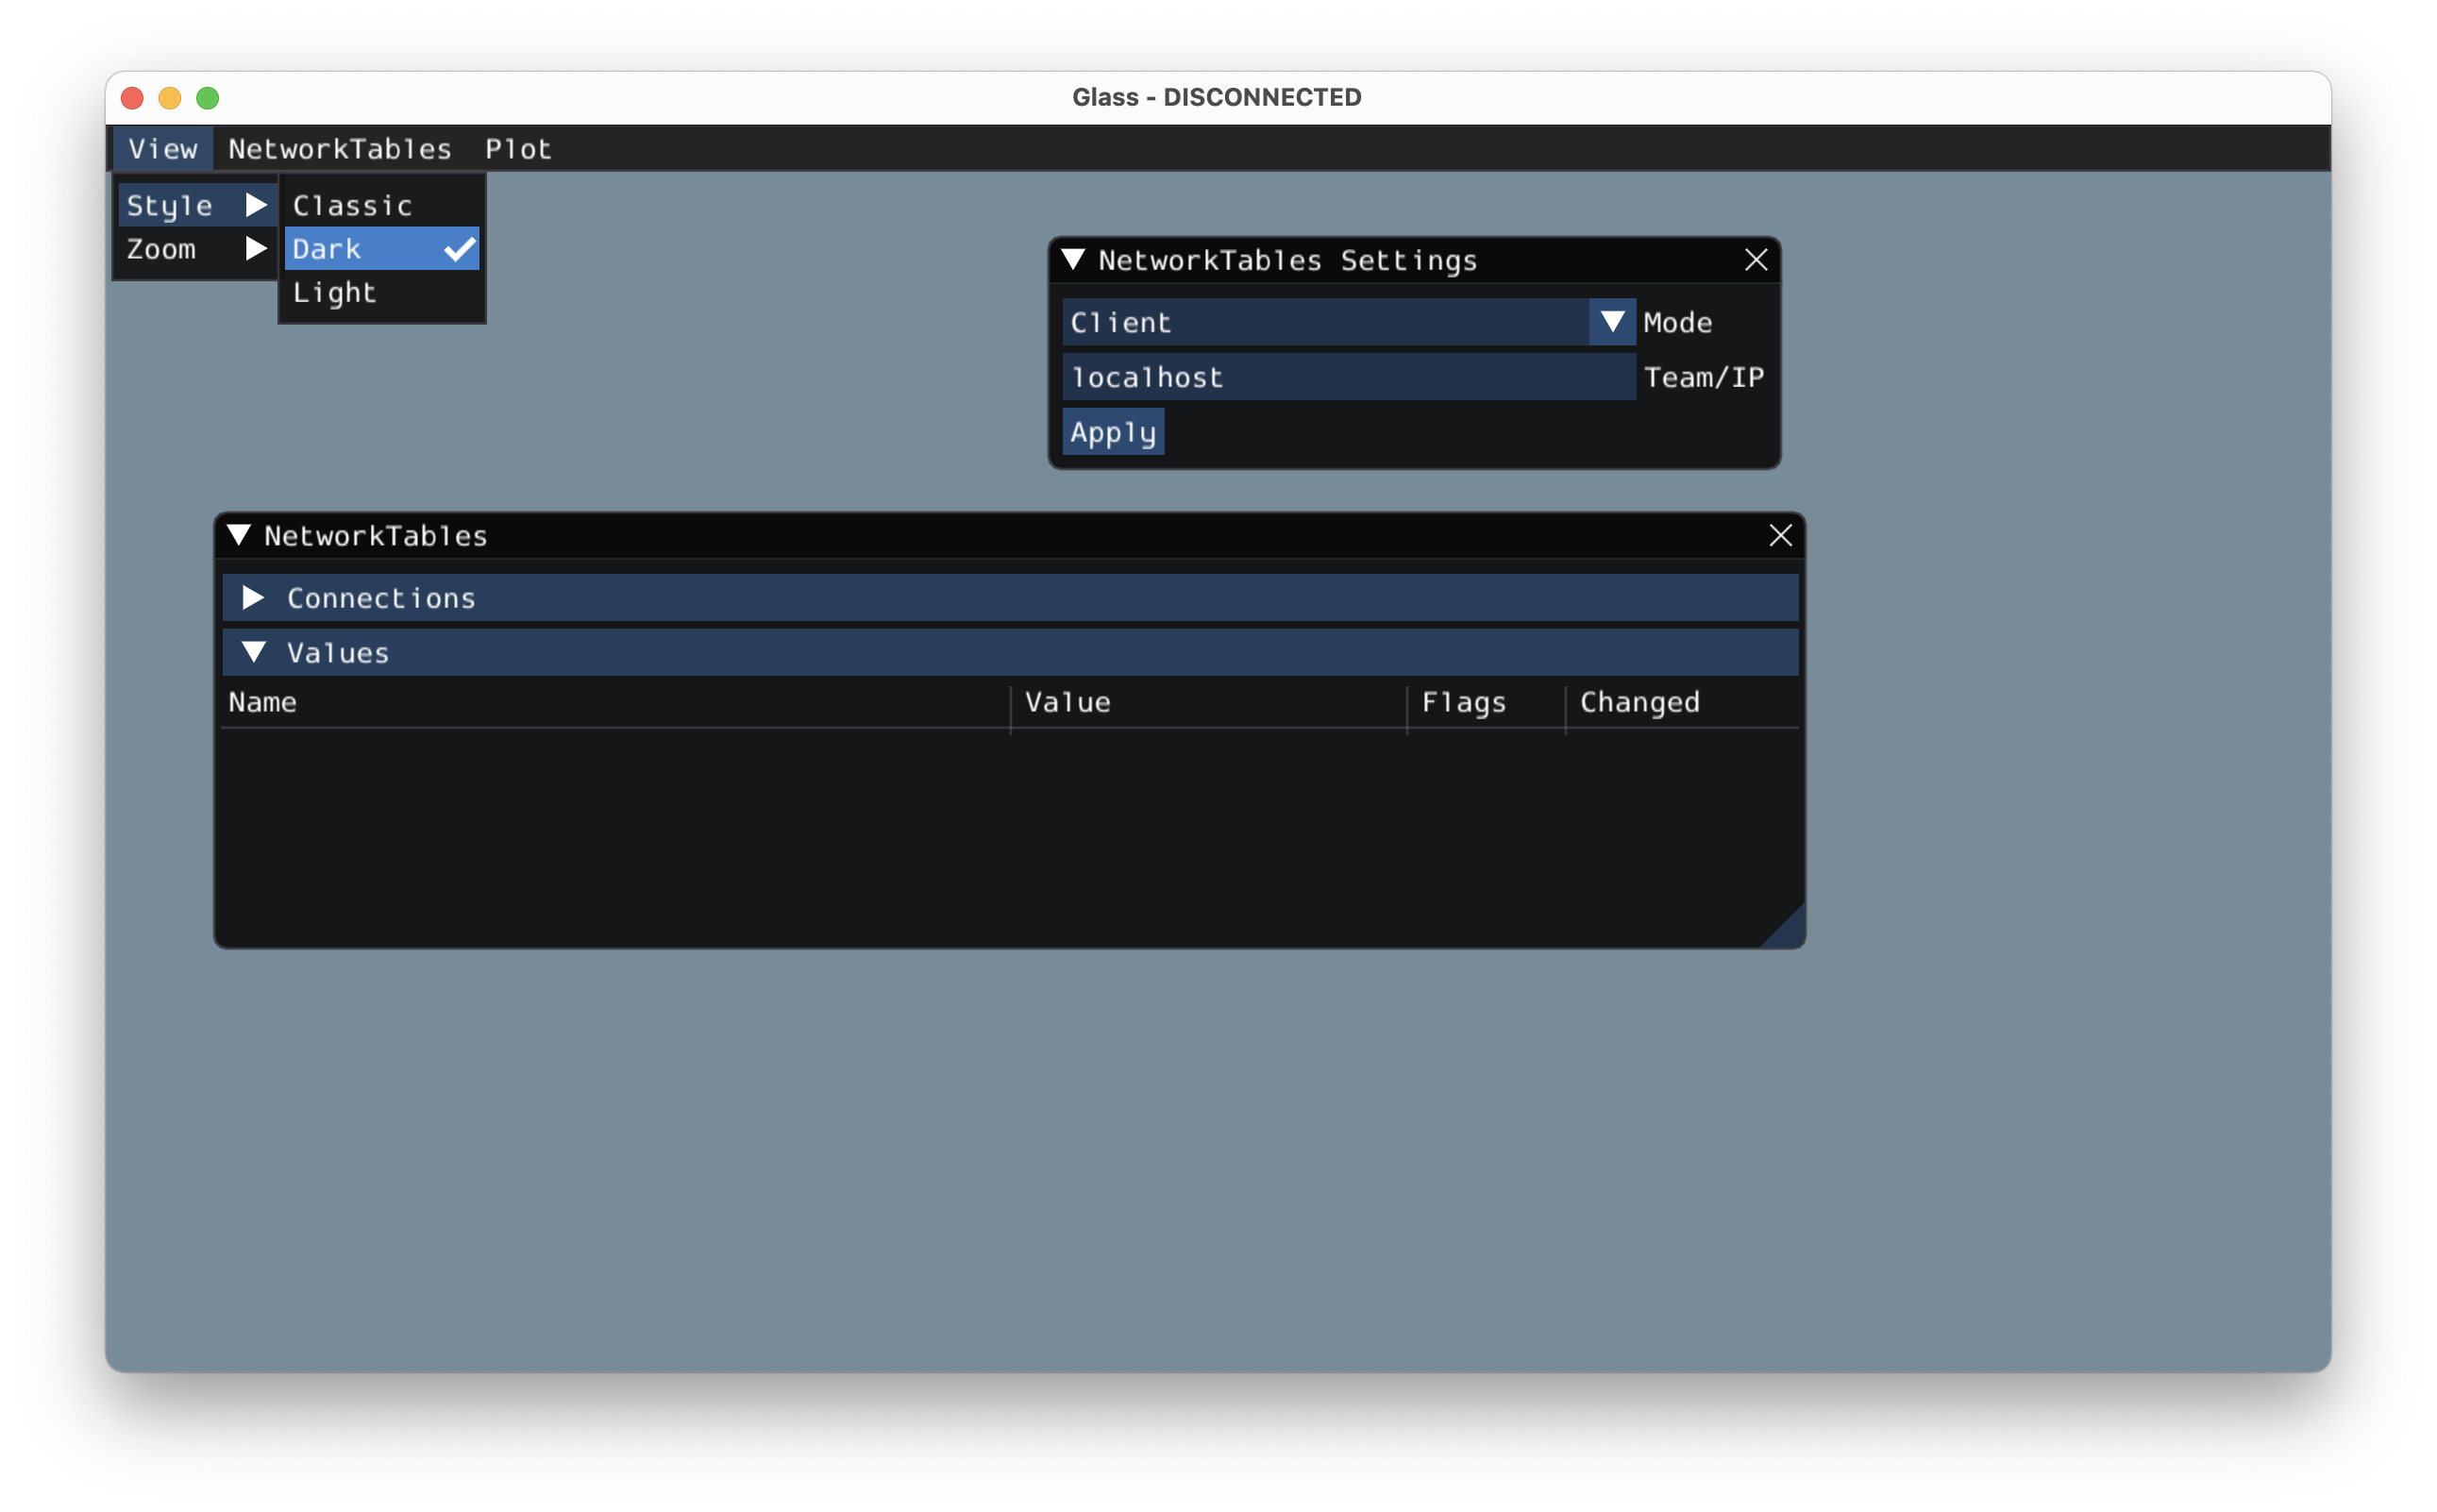 Glass - DISCONNECTED
View NetworkTables Plot
Style Classic
Zoom Dark
Light
NetworkTables Settings
Client Mode
localhost Team/IP
Apply
NetworkTables
Connections
Values
Name Value Flags Changed